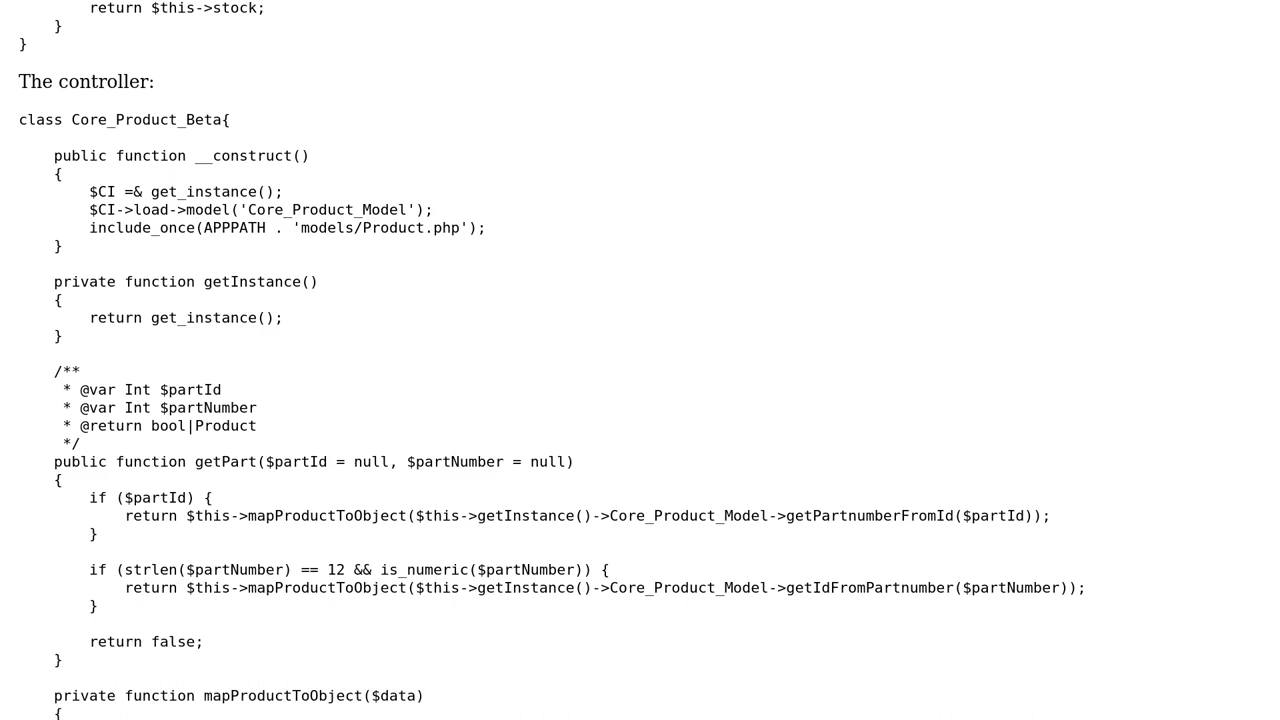 return $this->stock;
    }
}
The controller:
class Core_Product_Beta{

    public function __construct()
    {
        $CI =& get_instance();
        $CI->load->model('Core_Product_Model');
        include_once(APPPATH . 'models/Product.php');
    }

    private function getInstance()
    {
        return get_instance();
    }

    /**
     * @var Int $partId
     * @var Int $partNumber
     * @return bool|Product
     */
    public function getPart($partId = null, $partNumber = null)
    {
        if ($partId) {
            return $this->mapProductToObject($this->getInstance()->Core_Product_Model->getPartnumberFromId($partId));
        }

        if (strlen($partNumber) == 12 && is_numeric($partNumber)) {
            return $this->mapProductToObject($this->getInstance()->Core_Product_Model->getIdFromPartnumber($partNumber));
        }

        return false;
    }

    private function mapProductToObject($data)
    {